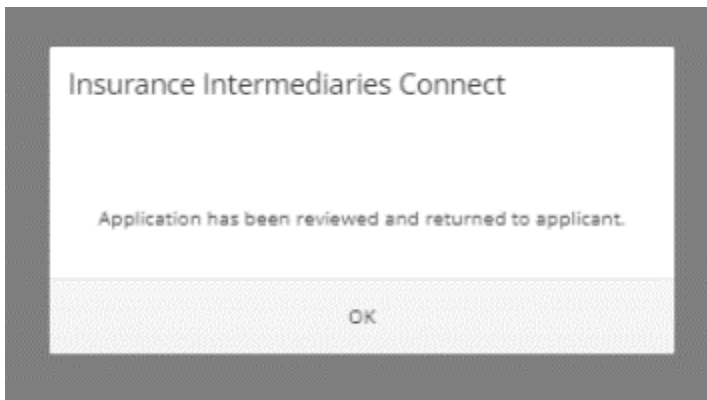 Insurance Intermediaries Connect
Application has been reviewed and returned to applicant.
OK